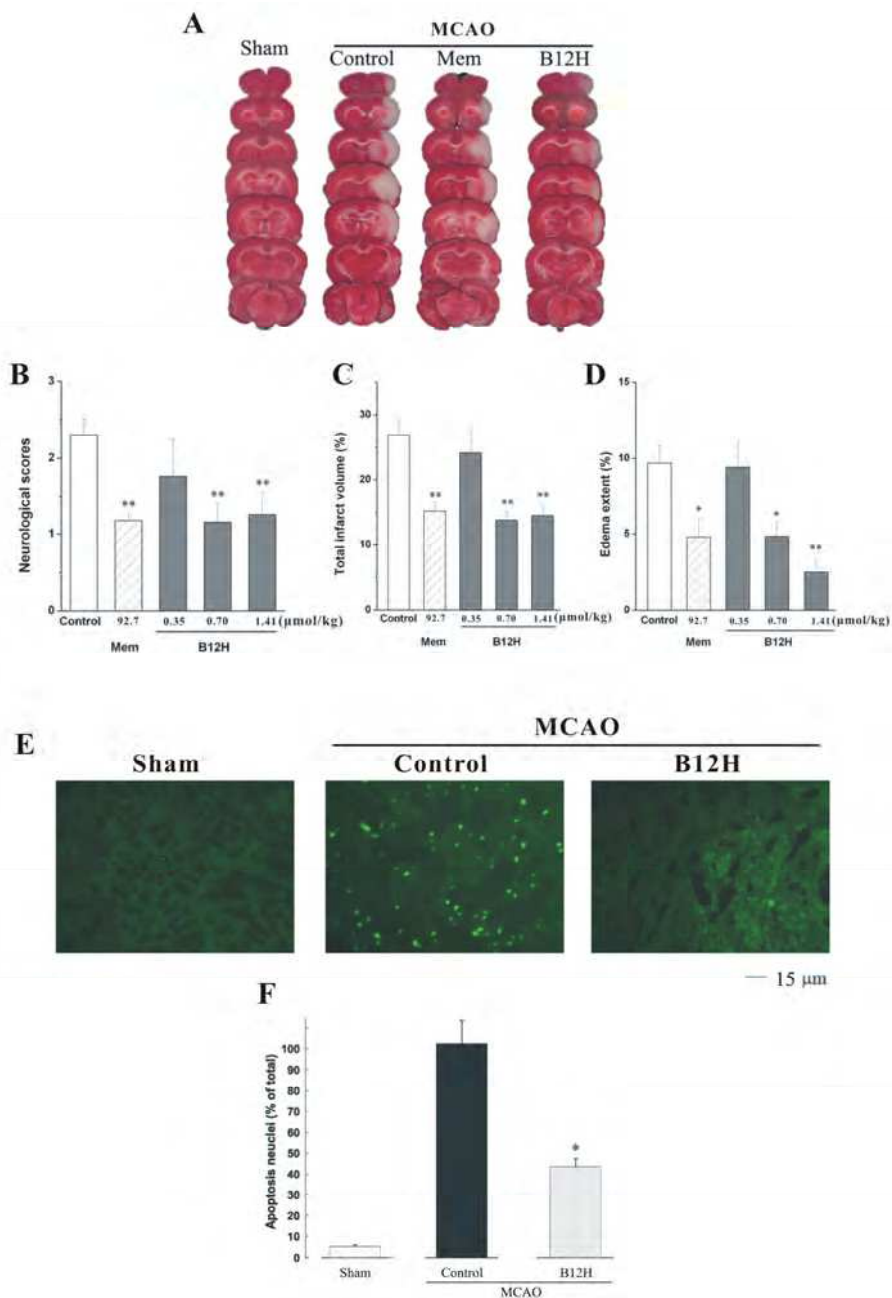 A
MCAO
Sham Control Mem B12H
B C D
Neurological scores
3
2
1
0
Control 92.7 0.35 0.70 1.41 (μmol/kg)
Mem B12H
Total infarct volume (%)
40
30
20
10
0
Control 92.7 0.35 0.70 1.41 (μmol/kg)
Mem B12H
Edema extent (%)
15
10
5
0
Control 92.7 0.35 0.70 1.41 (μmol/kg)
Mem B12H
** ** **
** ** **
* * **
E
MCAO
Sham Control B12H
15 μm
F
Apoptosis neuclei (% of total)
100
90
80
70
60
50
40
30
20
10
0
*
Sham Control B12H
MCAO